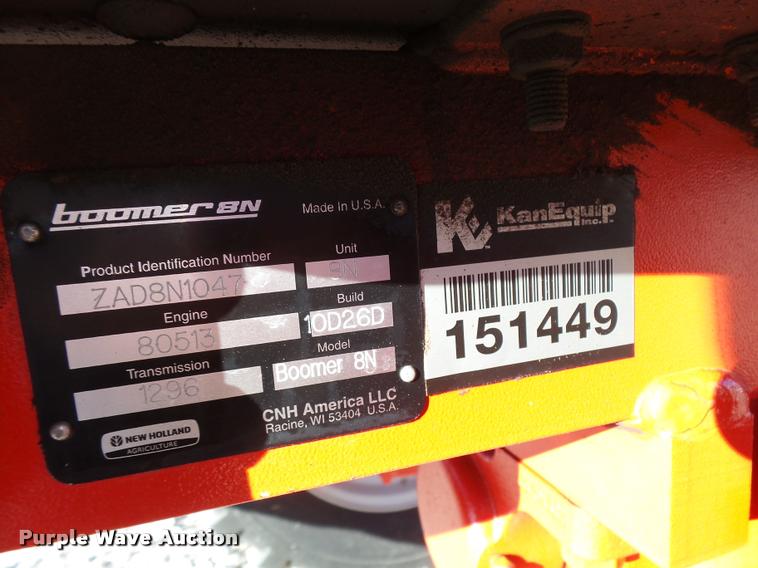 boomer 8N
Made in U.S.A.
Product Identification Number
Unit
ZAD8N1047
8N
Engine
Build
80513
10D26D
Transmission
Model
1296
Boomer 8N
CNH America LLC
Racine, WI 53404 U.S.A.
NEW HOLLAND
AGRICULTURE
KanEquip
Inc.
151449
Purple Wave Auction